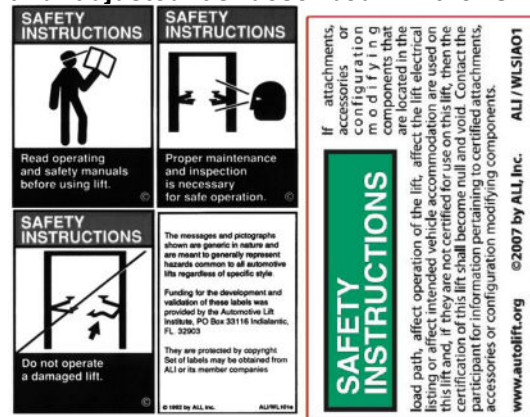 SAFETY
INSTRUCTIONS
Read operating
and safety manuals
before using lift.
©
SAFETY
INSTRUCTIONS
Proper maintenance
and inspection
is necessary
for safe operation.
©
SAFETY
INSTRUCTIONS
Do not operate
a damaged lift.
©
The messages and pictographs
shown are generic in nature and
are meant to generally represent
hazards common to all automotive
lifts regardless of specific style.
Funding for the development and
validation of these labels was
provided by the Automotive Lift
Institute, PO Box 33116 Indialantic,
FL 32903
They are protected by copyright
Set of labels may be obtained from
ALI or its member companies
© 1992 by ALI, Inc.
ALI/WL101e
SAFETY
INSTRUCTIONS
If attachments,
accessories or
configuration
modifying
components that
are located in the
load path, affect operation of the lift, affect the lift electrical
listing or affect intended vehicle accommodation are used on
this lift and, if they are not certified for use on this lift, then the
certification of this lift shall become null and void. Contact the
participant for information pertaining to certified attachments,
accessories or configuration modifying components.
www.autolift.org ©2007 by ALI, Inc. ALI / WLSIA01